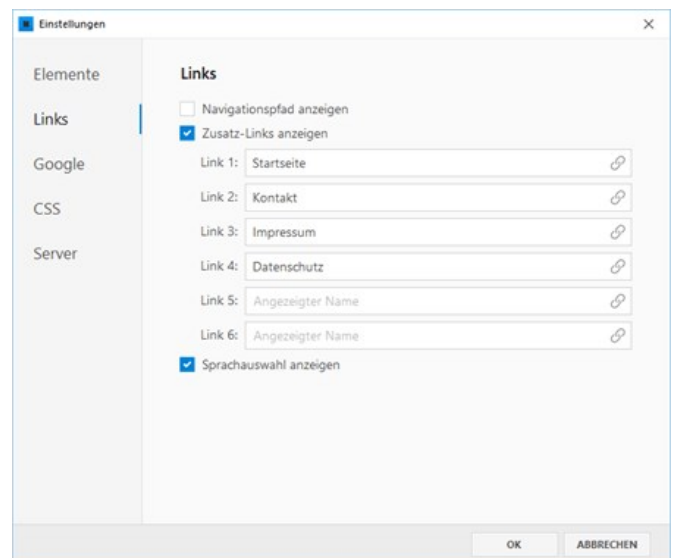 Einstellungen
Elemente
Links
Google
CSS
Server
Links
Navigationspfad anzeigen
Zusatz-Links anzeigen
Link 1: Startseite
Link 2: Kontakt
Link 3: Impressum
Link 4: Datenschutz
Link 5: Angezeigter Name
Link 6: Angezeigter Name
Sprachauswahl anzeigen
OK ABBRECHEN